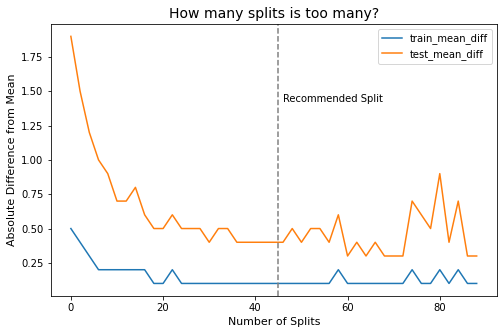 How many splits is too many?
train_mean_diff
test_mean_diff
Recommended Split
Absolute Difference from Mean
1.75
1.50
1.25
1.00
0.75
0.50
0.25
0
20
40
60
80
Number of Splits